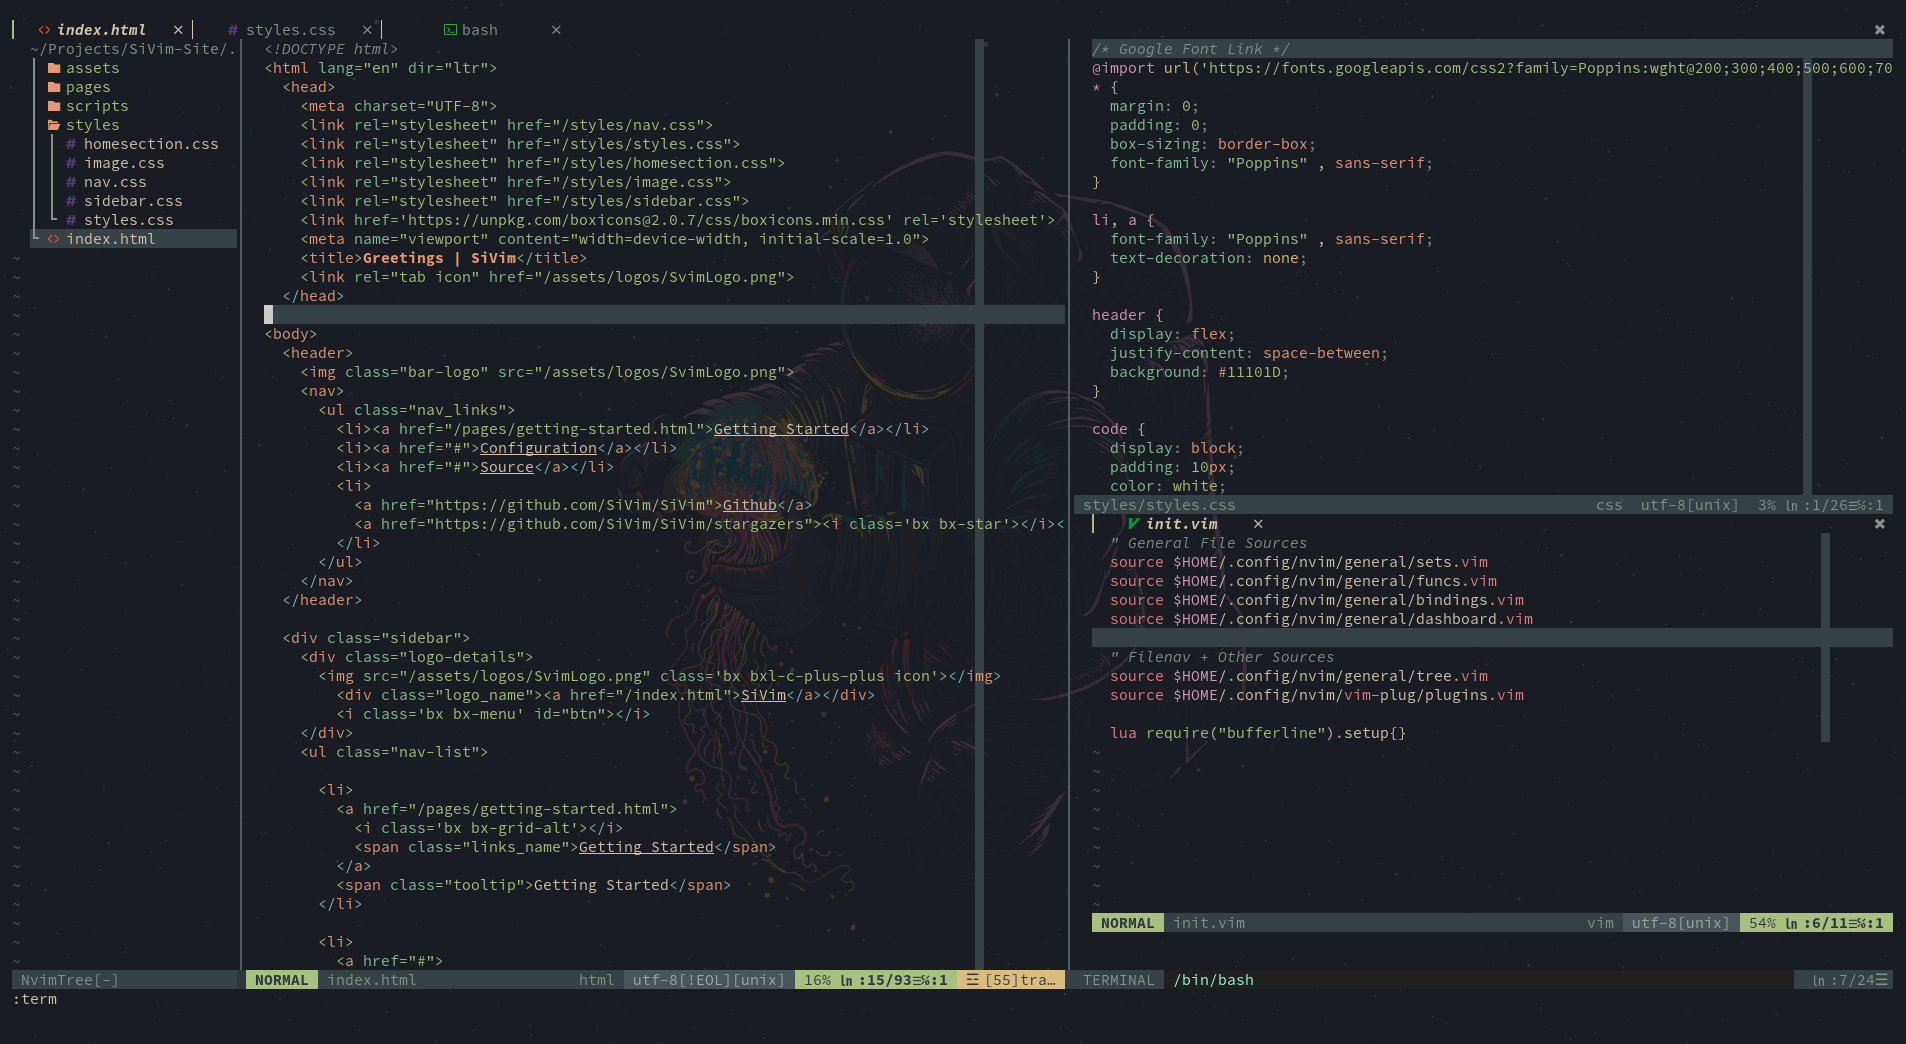 index.html × # styles.css × bash × ✖
~/Projects/SiVim-Site/.
assets
pages
scripts
styles
# homesection.css
# image.css
# nav.css
# sidebar.css
# styles.css
<> index.html
<!DOCTYPE html>
<html lang="en" dir="ltr">
<head>
<meta charset="UTF-8">
<link rel="stylesheet" href="/styles/nav.css">
<link rel="stylesheet" href="/styles/styles.css">
<link rel="stylesheet" href="/styles/homesection.css">
<link rel="stylesheet" href="/styles/image.css">
<link rel="stylesheet" href="/styles/sidebar.css">
<link href='https://unpkg.com/boxicons@2.0.7/css/boxicons.min.css' rel='stylesheet'>
<meta name="viewport" content="width=device-width, initial-scale=1.0">
<title>Greetings | SiVim</title>
<link rel="tab icon" href="/assets/logos/SvimLogo.png">
</head>
<body>
<header>
<img class="bar-logo" src="/assets/logos/SvimLogo.png">
<nav>
<ul class="nav_links">
<li><a href="/pages/getting-started.html">Getting Started</a></li>
<li><a href="#">Configuration</a></li>
<li><a href="#">Source</a></li>
<li>
<a href="https://github.com/SiVim/SiVim">Github</a>
<a href="https://github.com/SiVim/SiVim/stargazers"><i class='bx bx-star'></i><
</li>
</ul>
</nav>
</header>
<div class="sidebar">
<div class="logo-details">
<img src="/assets/logos/SvimLogo.png" class='bx bxl-c-plus-plus icon'></img>
<div class="logo_name"><a href="/index.html">SiVim</a></div>
<i class='bx bx-menu' id="btn"></i>
</div>
<ul class="nav-list">
<li>
<a href="/pages/getting-started.html">
<i class='bx bx-grid-alt'></i>
<span class="links_name">Getting Started</span>
</a>
<span class="tooltip">Getting Started</span>
</li>
<li>
<a href="#">
/* Google Font Link */
@import url('https://fonts.googleapis.com/css2?family=Poppins:wght@200;300;400;500;600;70
* {
margin: 0;
padding: 0;
box-sizing: border-box;
font-family: "Poppins" , sans-serif;
}
li, a {
font-family: "Poppins" , sans-serif;
text-decoration: none;
}
header {
display: flex;
justify-content: space-between;
background: #11101D;
}
code {
display: block;
padding: 10px;
color: white;
styles/styles.css css utf-8[unix] 3% ln :1/26≡%:1
init.vim × ✖
" General File Sources
source $HOME/.config/nvim/general/sets.vim
source $HOME/.config/nvim/general/funcs.vim
source $HOME/.config/nvim/general/bindings.vim
source $HOME/.config/nvim/general/dashboard.vim
" Filenav + Other Sources
source $HOME/.config/nvim/general/tree.vim
source $HOME/.config/nvim/vim-plug/plugins.vim
lua require("bufferline").setup{}
NORMAL init.vim vim utf-8[unix] 54% ln :6/11≡%:1
NvimTree[-] NORMAL index.html html utf-8[!EOL][unix] 16% ln :15/93≡%:1 ☲ [55]tra… TERMINAL /bin/bash ln :7/24☰
:term